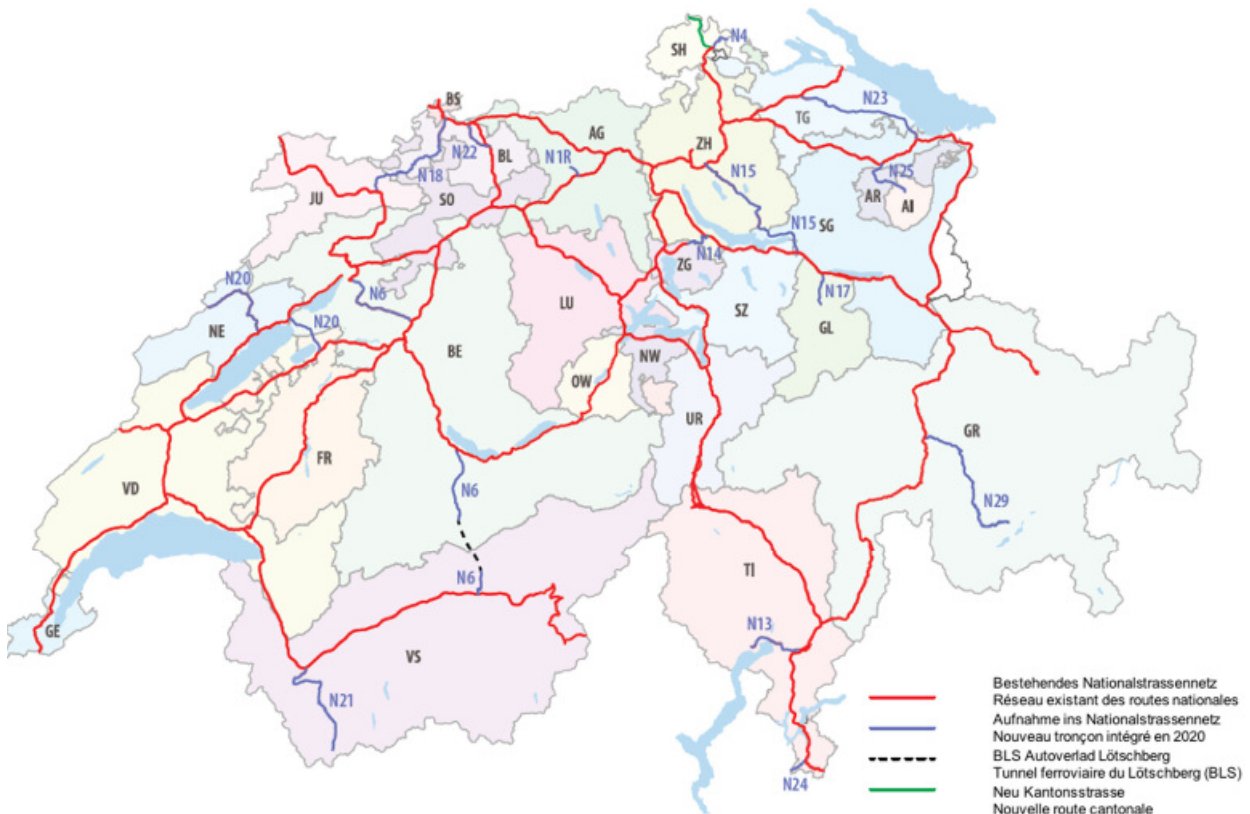 SH
N4
BS
N23
TG
AG
ZH
N22
BL
N1R
N15
N25
JU
N18
SO
AR
AI
N15
SG
N14
ZG
N20
N6
N17
LU
SZ
NE
N20
GL
BE
NW
OW
UR
GR
FR
VD
N6
N29
TI
N6
GE
N13
VS
N21
N24
Bestehendes Nationalstrassennetz
Réseau existant des routes nationales
Aufnahme ins Nationalstrassennetz
Nouveau tronçon intégré en 2020
BLS Autoverlad Lötschberg
Tunnel ferroviaire du Lötschberg (BLS)
Neu Kantonsstrasse
Nouvelle route cantonale